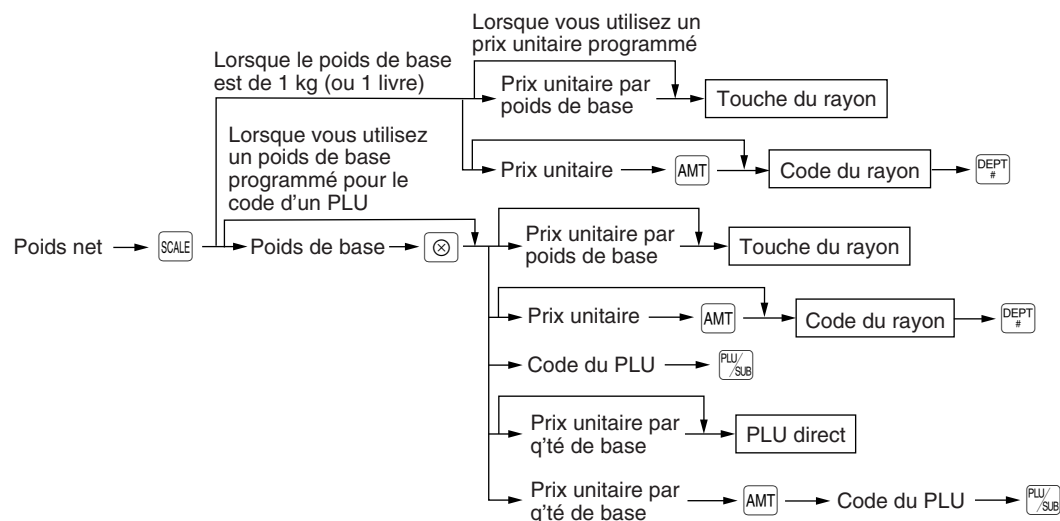 Lorsque vous utilisez un
prix unitaire programmé
Lorsque le poids de base
est de 1 kg (ou 1 livre)
Prix unitaire par
poids de base
Touche du rayon
Lorsque vous utilisez
un poids de base
programmé pour le
code d'un PLU
Prix unitaire
AMT
Code du rayon
DEPT
#
Poids net
SCALE
Poids de base
⊗
Prix unitaire par
poids de base
Touche du rayon
Prix unitaire
AMT
Code du rayon
DEPT
#
Code du PLU
PLU/
SUB
Prix unitaire par
q'té de base
PLU direct
Prix unitaire par
q'té de base
AMT
Code du PLU
PLU/
SUB